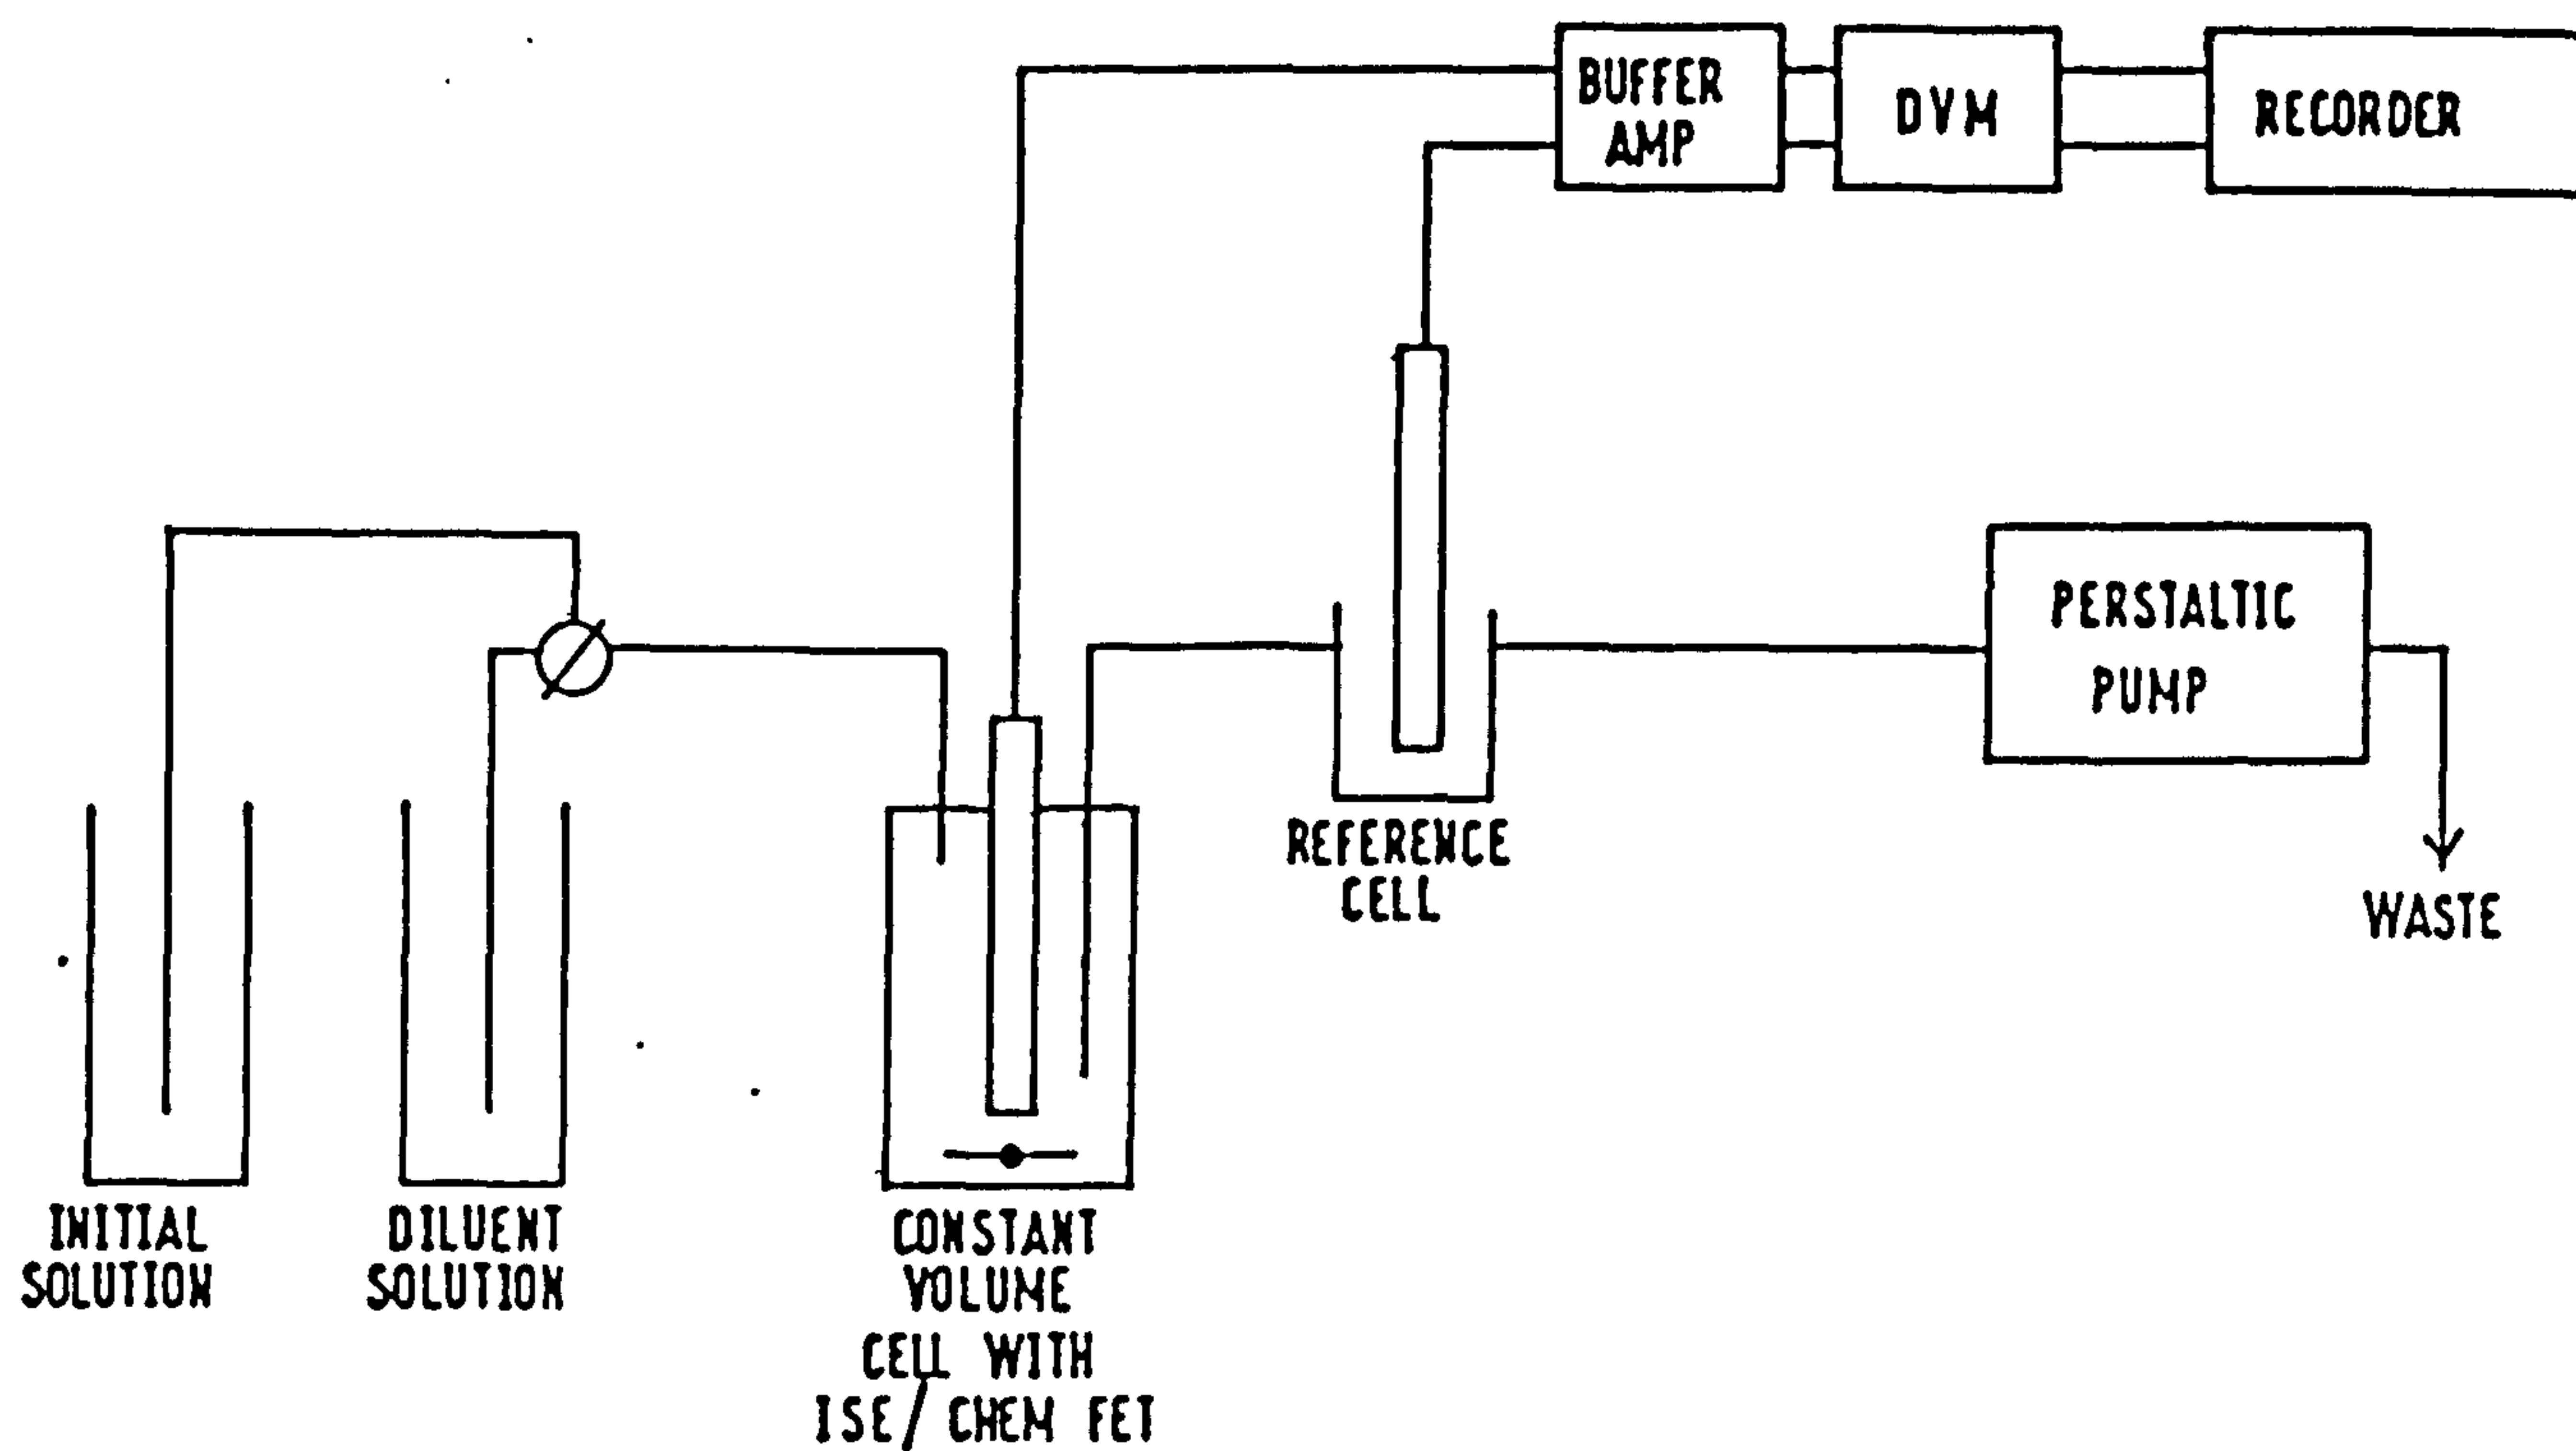 BUFFER
AMP
DVM
RECORDER
PERSTALTIC
PUMP
REFERENCE
CELL
WASTE
INITIAL
SOLUTION
DILUENT
SOLUTION
CONSTANT
VOLUME
CELL WITH
ISE/CHEM FET